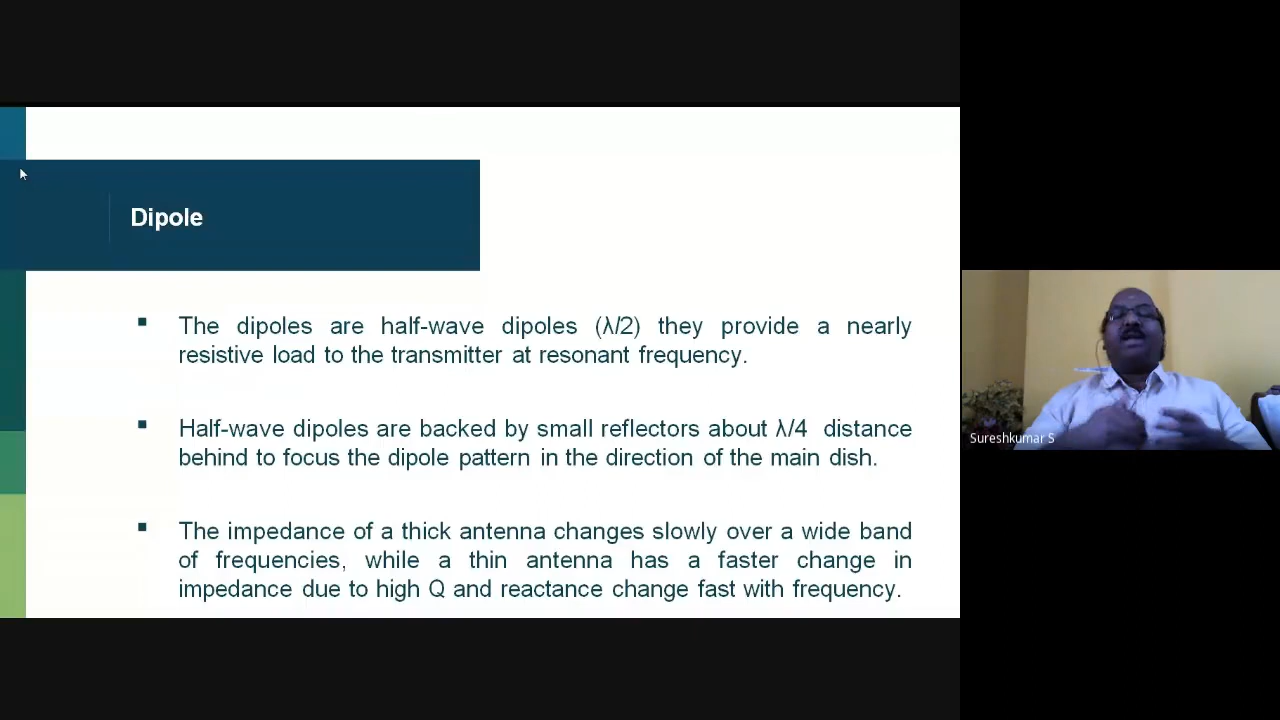 Dipole
The dipoles are half-wave dipoles (λ/2) they provide a nearly
resistive load to the transmitter at resonant frequency.
Half-wave dipoles are backed by small reflectors about λ/4 distance
behind to focus the dipole pattern in the direction of the main dish.
The impedance of a thick antenna changes slowly over a wide band
of frequencies, while a thin antenna has a faster change in
impedance due to high Q and reactance change fast with frequency.
Sureshkumar S